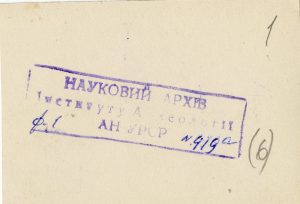 1
НАУКОВИЙ АРХІВ
Інституту Археології
АН УРСР
ф. 1 № 919а
(6)